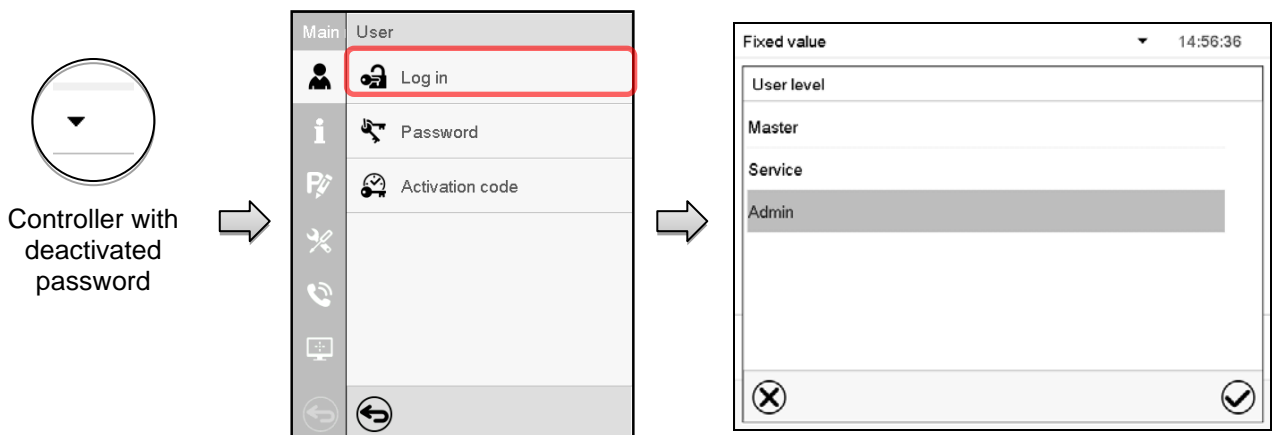 Controller with
deactivated
password
Main
User
Log in
Password
Activation code
Fixed value
14:56:36
User level
Master
Service
Admin